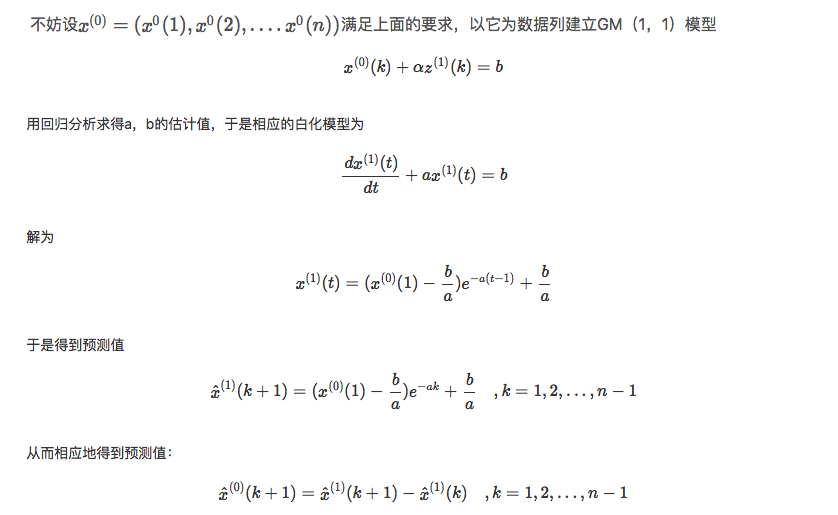 不妨设$x^{(0)} = (x^0(1), x^0(2), .... x^0(n))$满足上面的要求，以它为数据列建立GM（1，1）模型
$x^{(0)}(k) + \alpha z^{(1)}(k) = b$
用回归分析求得a，b的估计值，于是相应的白化模型为
$\frac{dx^{(1)}(t)}{dt} + ax^{(1)}(t) = b$
解为
$x^{(1)}(t) = (x^{(0)}(1) - \frac{b}{a})e^{-a(t-1)} + \frac{b}{a}$
于是得到预测值
$\hat{x}^{(1)}(k+1) = (x^{(0)}(1) - \frac{b}{a})e^{-ak} + \frac{b}{a} \quad , k = 1, 2, \ldots, n-1$
从而相应地得到预测值：
$\hat{x}^{(0)}(k+1) = \hat{x}^{(1)}(k+1) - \hat{x}^{(1)}(k) \quad , k = 1, 2, \ldots, n-1$